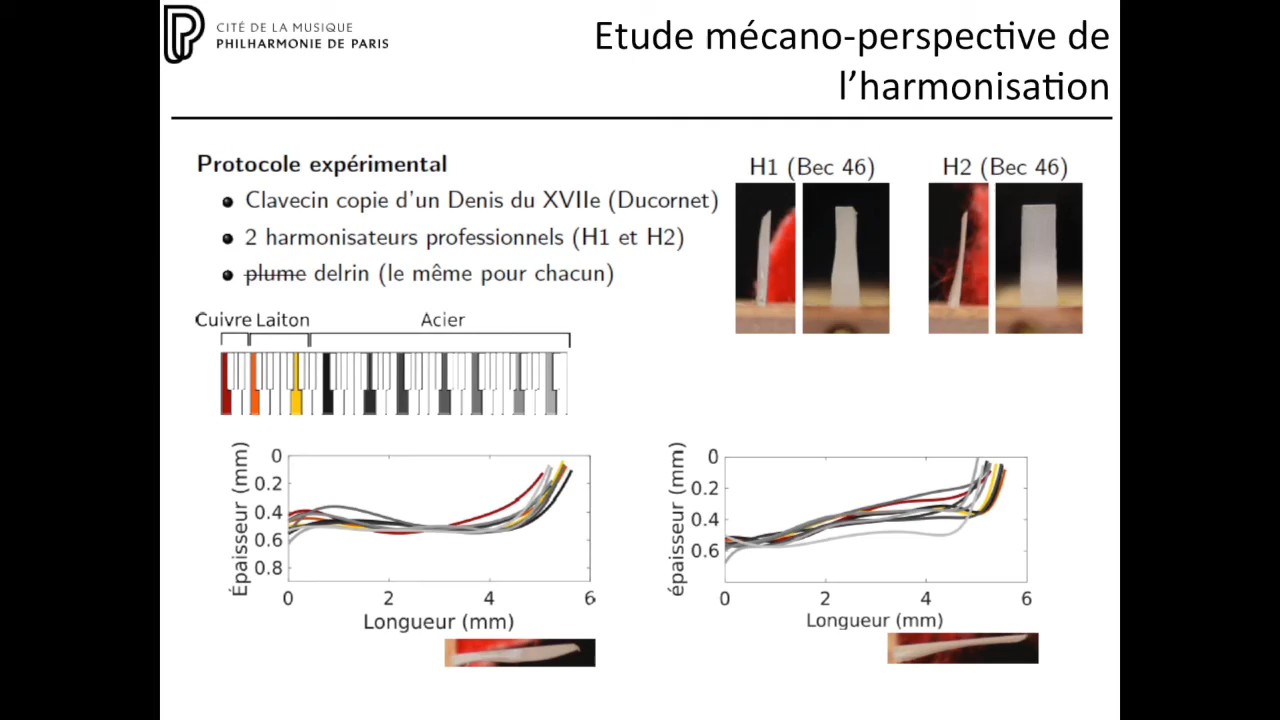 CITÉ DE LA MUSIQUE
PHILHARMONIE DE PARIS
Etude mécano-perspective de
l'harmonisation
Protocole expérimental
Clavecin copie d'un Denis du XVIIe (Ducornet)
2 harmonisateurs professionnels (H1 et H2)
plume delrin (le même pour chacun)
H1 (Bec 46)
H2 (Bec 46)
Cuivre Laiton Acier
Épaisseur (mm)
0
0.2
0.4
0.6
0.8
0 2 4 6
Longueur (mm)
épaisseur (mm)
0
0.2
0.4
0.6
0 2 4 6
Longueur (mm)